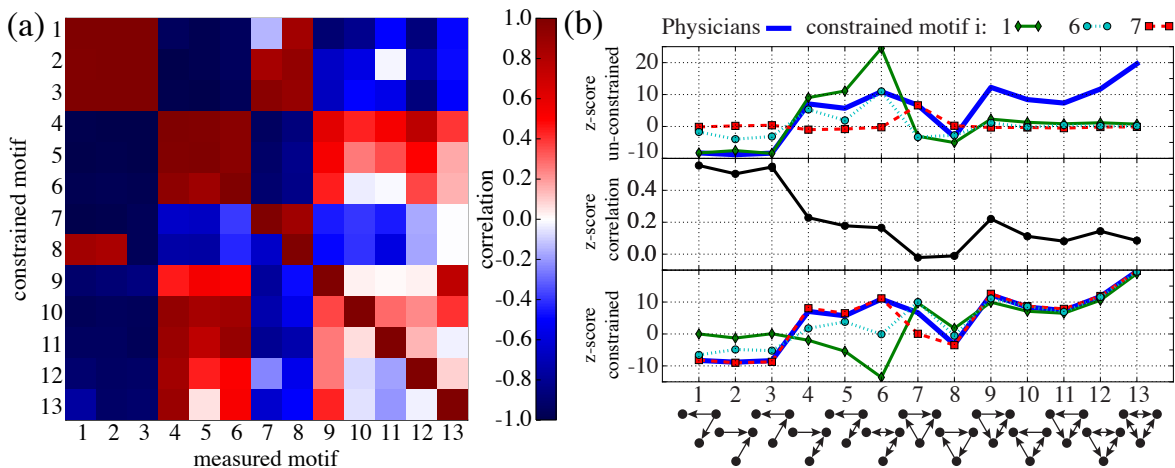 (a)
1
2
3
4
5
6
7
8
9
10
11
12
13
constrained motif
1 2 3 4 5 6 7 8 9 10 11 12 13
measured motif
1.0
0.8
0.6
0.4
0.2
0.0
-0.2
-0.4
-0.6
-0.8
-1.0
correlation
(b)
Physicians constrained motif i: 1 6 7
20
10
0
-10
z-score
un-constrained
0.4
0.2
0.0
z-score
correlation
10
0
-10
z-score
constrained
1 2 3 4 5 6 7 8 9 10 11 12 13